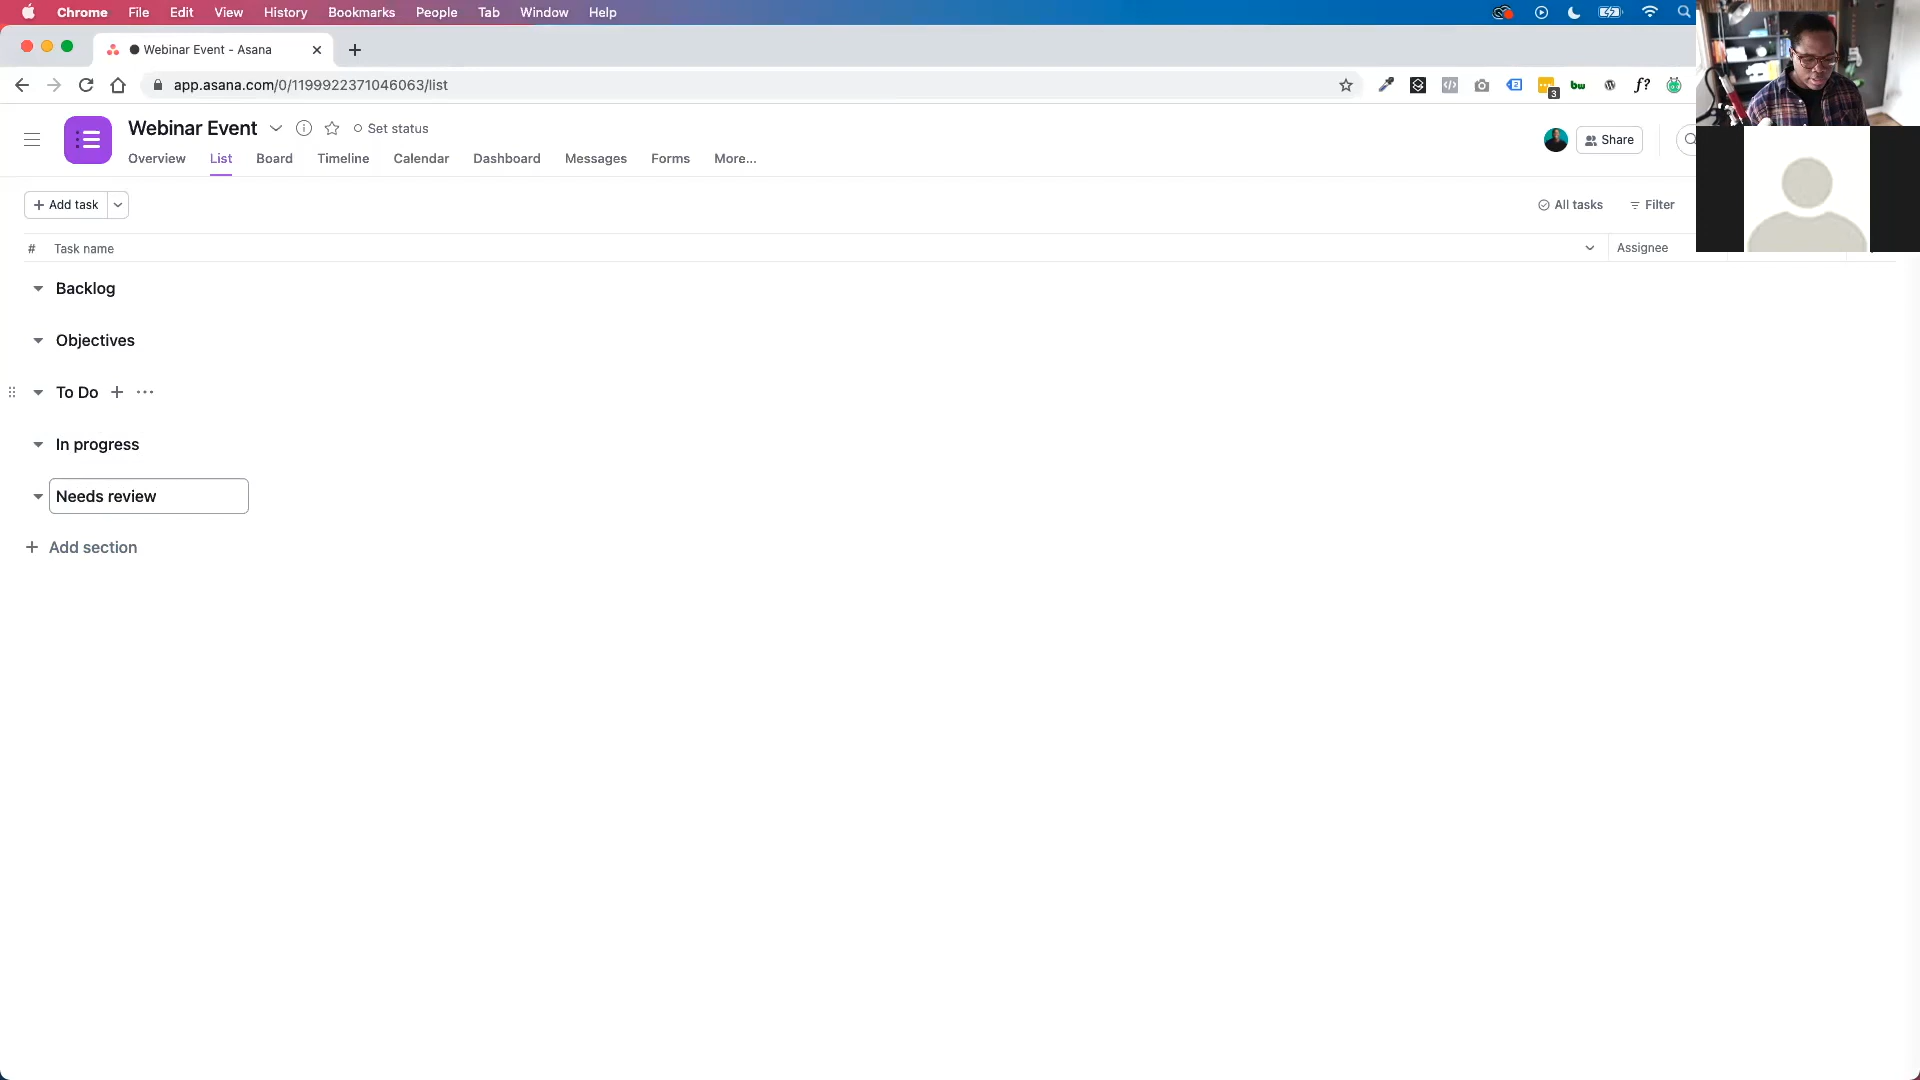 Chrome File Edit View History Bookmarks People Tab Window Help
Webinar Event - Asana
app.asana.com/0/1199922371046063/list
3
bw
f?
Webinar Event
Set status
Share
Overview List Board Timeline Calendar Dashboard Messages Forms More...
Add task
All tasks Filter
# Task name Assignee
Backlog
Objectives
To Do
In progress
Needs review
Add section